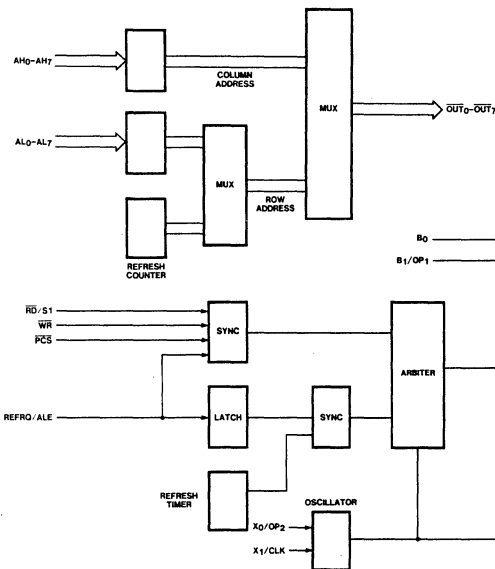 AH0–AH7
COLUMN
ADDRESS
MUX
OUT0–OUT7
AL0–AL7
MUX
ROW
ADDRESS
REFRESH
COUNTER
B0
B1/OP1
RD/S1
WR
PCS
SYNC
ARBITER
REFRQ/ALE
LATCH
SYNC
REFRESH
TIMER
OSCILLATOR
X0/OP2
X1/CLK